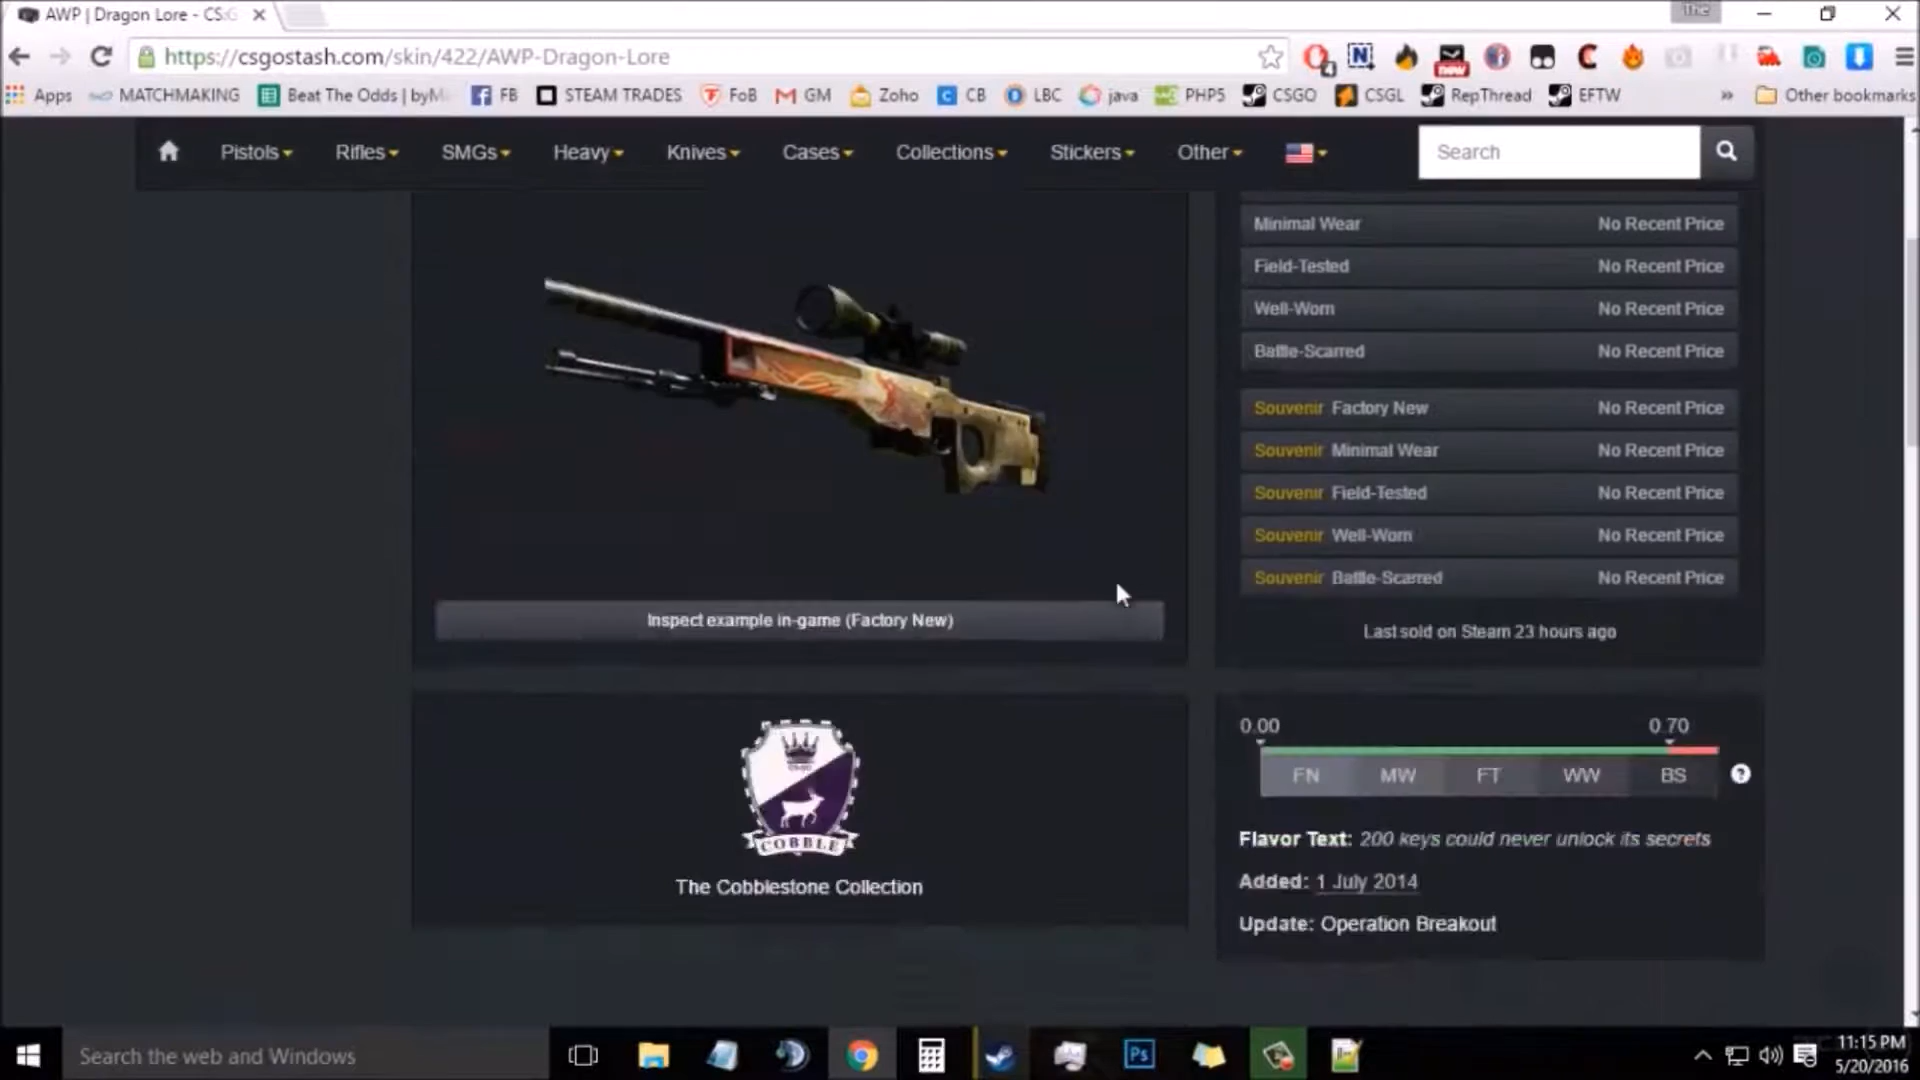 AWP | Dragon Lore - CS:G
The
https://csgostash.com/skin/422/AWP-Dragon-Lore
Apps MATCHMAKING Beat The Odds | byM FB STEAM TRADES FoB GM Zoho CB LBC java PHP5 CSGO CSGL RepThread EFTW » Other bookmarks
Pistols Rifles SMGs Heavy Knives Cases Collections Stickers Other Search
Minimal Wear No Recent Price
Field-Tested No Recent Price
Well-Worn No Recent Price
Battle-Scarred No Recent Price
Souvenir Factory New No Recent Price
Souvenir Minimal Wear No Recent Price
Souvenir Field-Tested No Recent Price
Souvenir Well-Worn No Recent Price
Souvenir Battle-Scarred No Recent Price
Last sold on Steam 23 hours ago
Inspect example in-game (Factory New)
COBBLE
The Cobblestone Collection
0.00 0.70
FN MW FT WW BS
Flavor Text: 200 keys could never unlock its secrets
Added: 1 July 2014
Update: Operation Breakout
Search the web and Windows
Ps
11:15 PM
5/20/2016